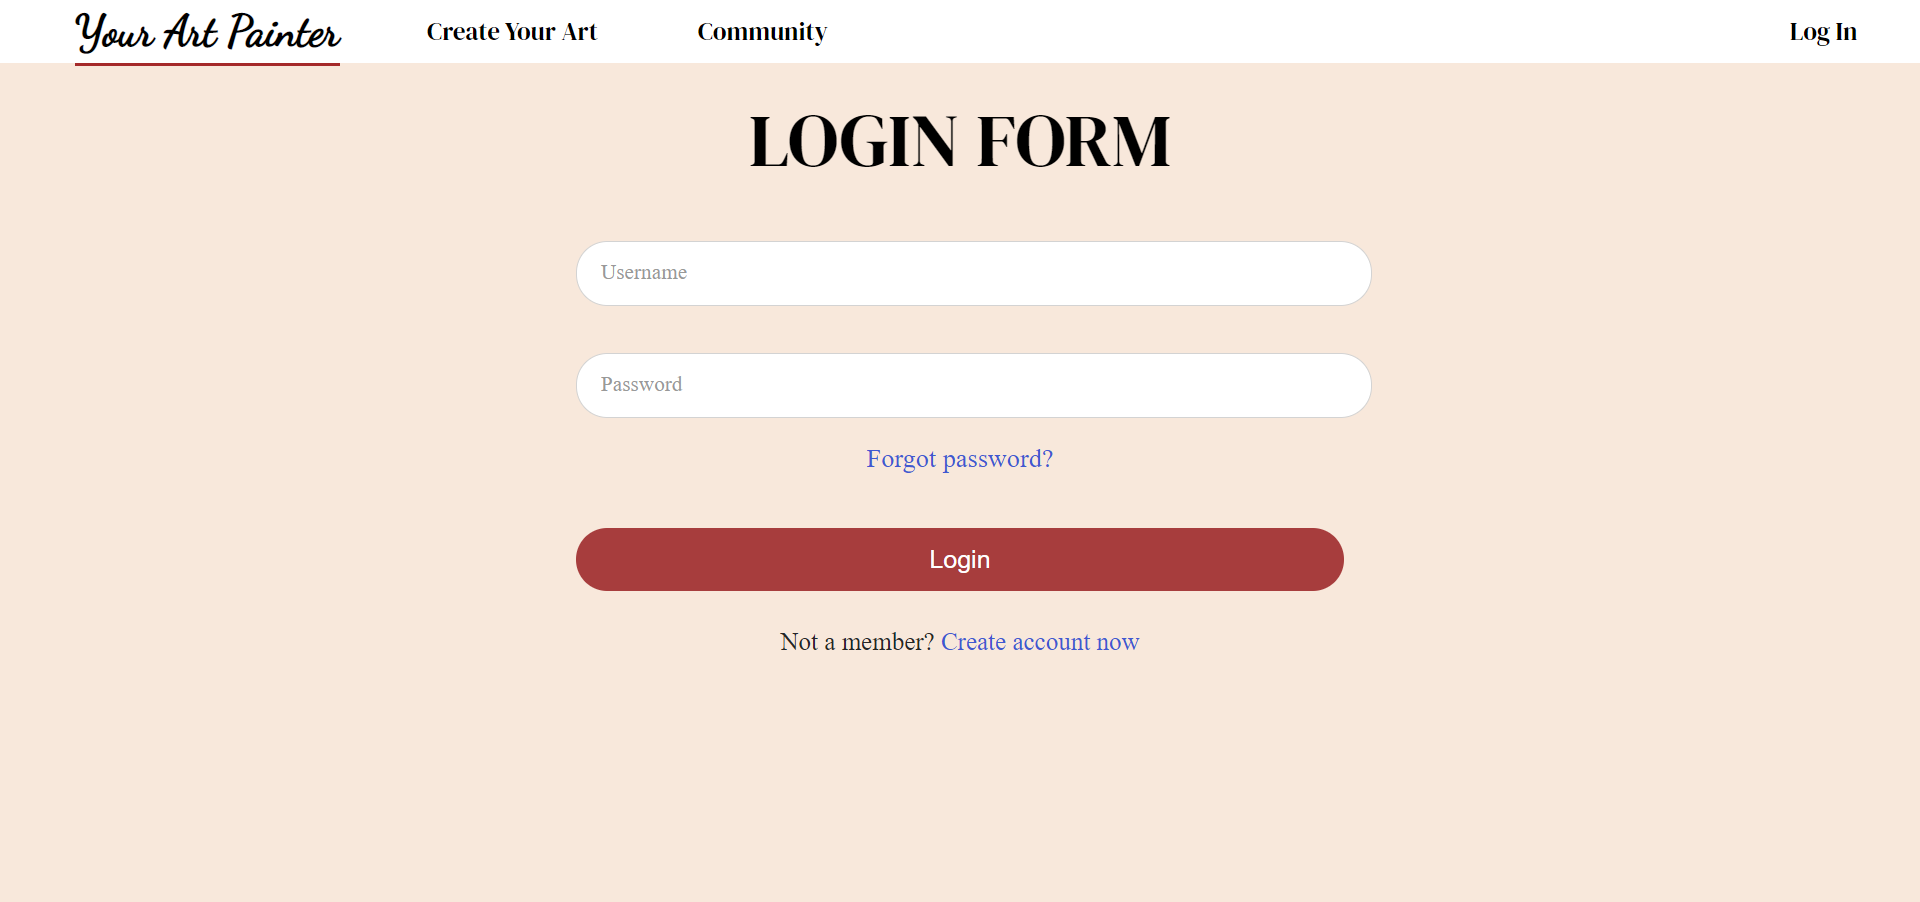 Your Art Painter Create Your Art Community Log In
LOGIN FORM
Username
Password
Forgot password?
Login
Not a member? Create account now